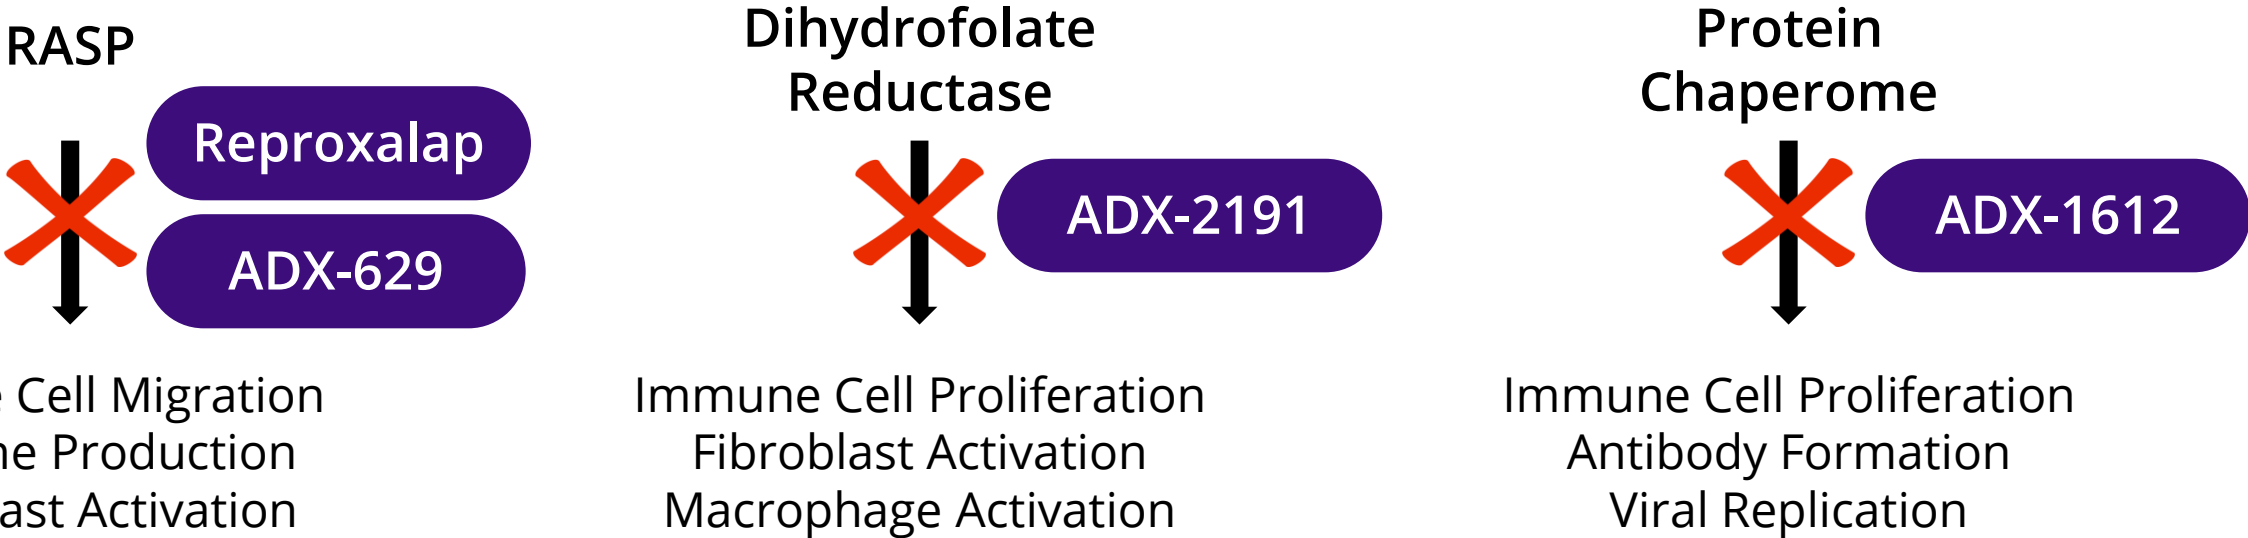 RASP
Reproxalap
ADX-629
Cell Migration
Production
Activation
Dihydrofolate
Reductase
ADX-2191
Immune Cell Proliferation
Fibroblast Activation
Macrophage Activation
Protein
Chaperome
ADX-1612
Immune Cell Proliferation
Antibody Formation
Viral Replication